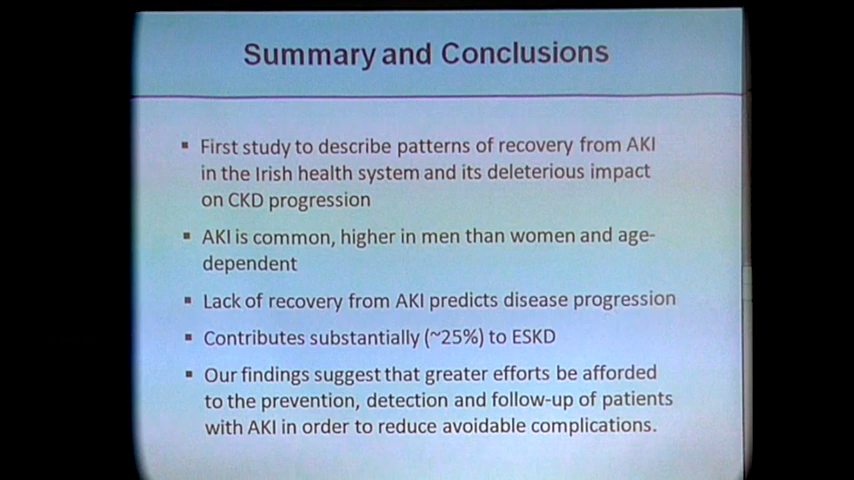 Summary and Conclusions
▪ First study to describe patterns of recovery from AKI
in the Irish health system and its deleterious impact
on CKD progression
▪ AKI is common, higher in men than women and age-
dependent
▪ Lack of recovery from AKI predicts disease progression
▪ Contributes substantially (~25%) to ESKD
▪ Our findings suggest that greater efforts be afforded
to the prevention, detection and follow-up of patients
with AKI in order to reduce avoidable complications.